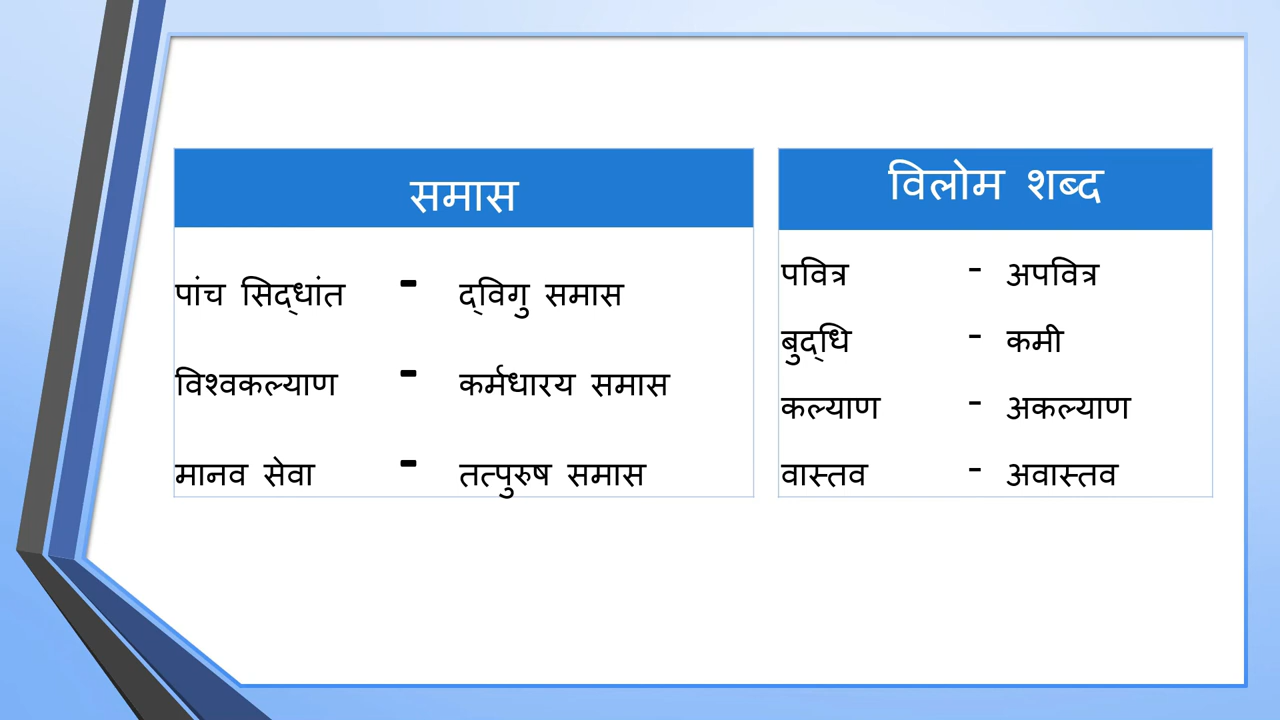 समास
पांच सिद्धांत - द्विगु समास
विश्वकल्याण - कर्मधारय समास
मानव सेवा - तत्पुरुष समास
विलोम शब्द
पवित्र - अपवित्र
बुद्धि - कमी
कल्याण - अकल्याण
वास्तव - अवास्तव